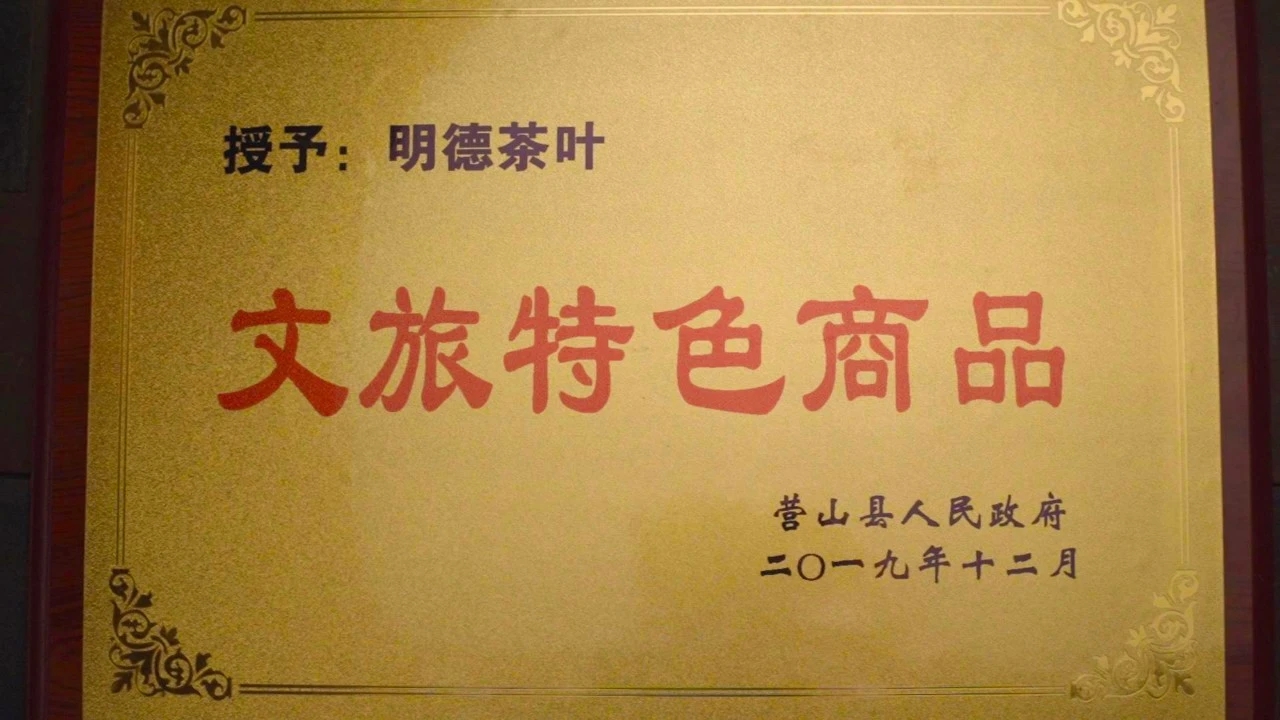 授予：明德茶叶
文旅特色商品
营山县人民政府
二〇一九年十二月